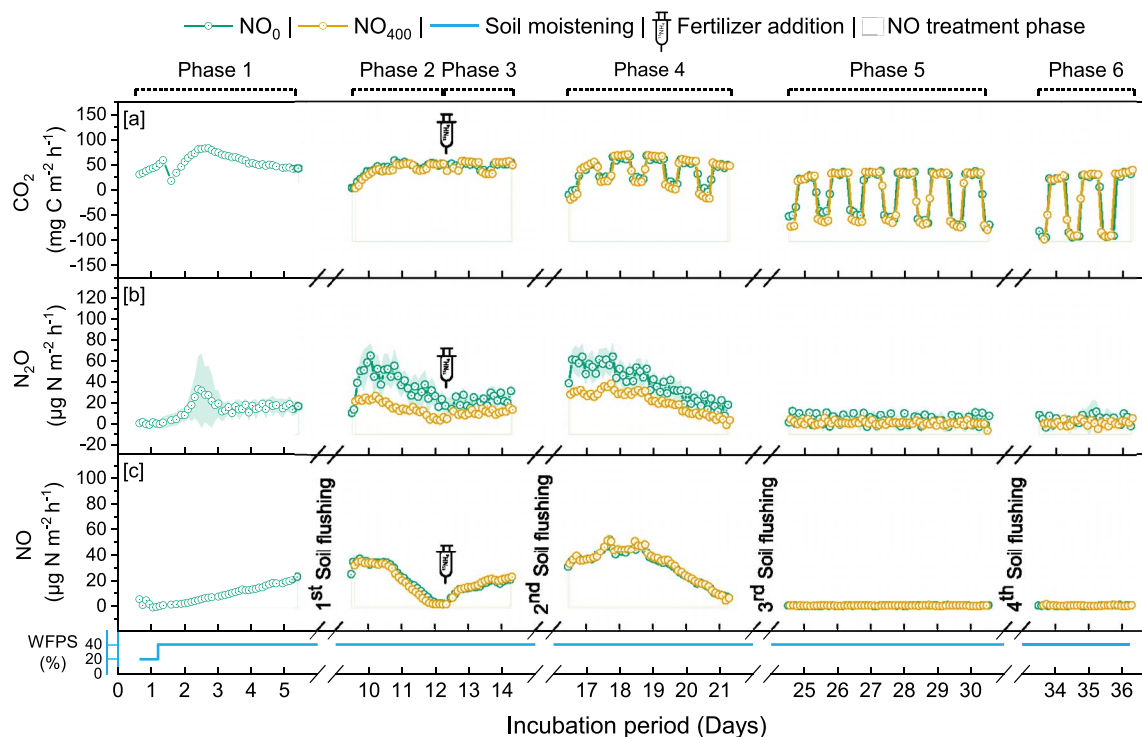 NO₀ | NO₄₀₀ | Soil moistening | Fertilizer addition | NO treatment phase
Phase 1 Phase 2 Phase 3 Phase 4 Phase 5 Phase 6
[a]
CO₂
(mg C m⁻² h⁻¹)
150
100
50
0
-50
-100
-150
[b]
N₂O
(µg N m⁻² h⁻¹)
120
100
80
60
40
20
0
-20
[c]
NO
(µg N m⁻² h⁻¹)
100
80
60
40
20
0
1st Soil flushing
2nd Soil flushing
3rd Soil flushing
4th Soil flushing
WFPS
(%)
40
20
0
0 1 2 3 4 5 10 11 12 13 14 17 18 19 20 21 25 26 27 28 29 30 34 35 36
Incubation period (Days)